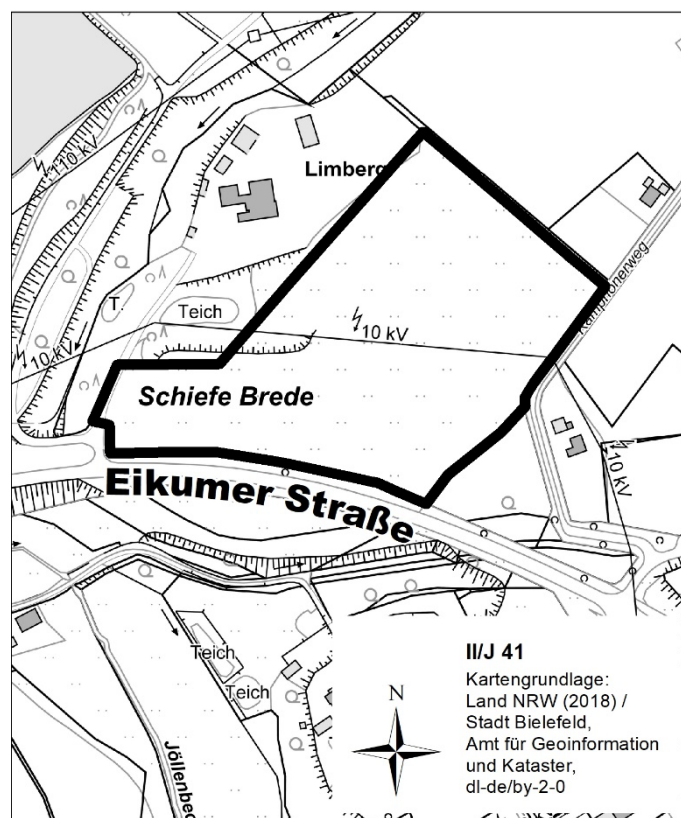 110 kV
Limberg
Kamphonerweg
T.
Teich
10 kV
10 kV
Schiefe Brede
Eikumer Straße
10 kV
Teich
Teich
Jöllenbec
N
II/J 41
Kartengrundlage:
Land NRW (2018) /
Stadt Bielefeld,
Amt für Geoinformation
und Kataster,
dl-de/by-2-0